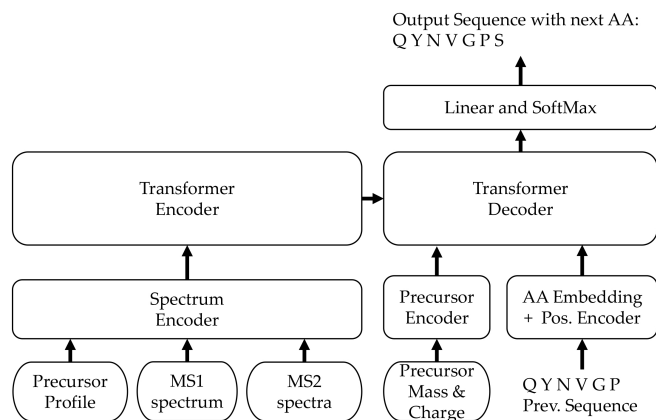 Output Sequence with next AA:
Q Y N V G P S
Linear and SoftMax
Transformer
Encoder
Transformer
Decoder
Spectrum
Encoder
Precursor
Encoder
AA Embedding
+ Pos. Encoder
Precursor
Profile
MS1
spectrum
MS2
spectra
Precursor
Mass &
Charge
Q Y N V G P
Prev. Sequence